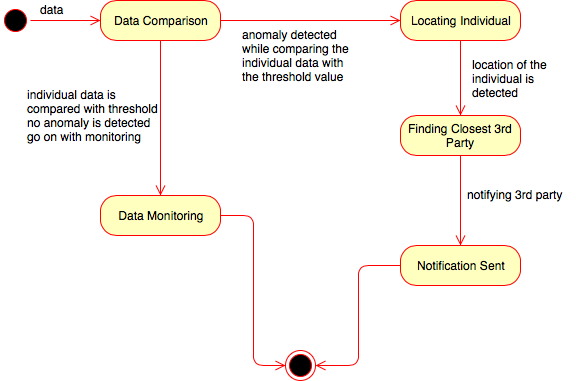 data
Data Comparison
Locating Individual
anomaly detected
while comparing the
individual data with
the threshold value
location of the
individual is
detected
individual data is
compared with threshold
no anomaly is detected
go on with monitoring
Finding Closest 3rd
Party
notifying 3rd party
Data Monitoring
Notification Sent